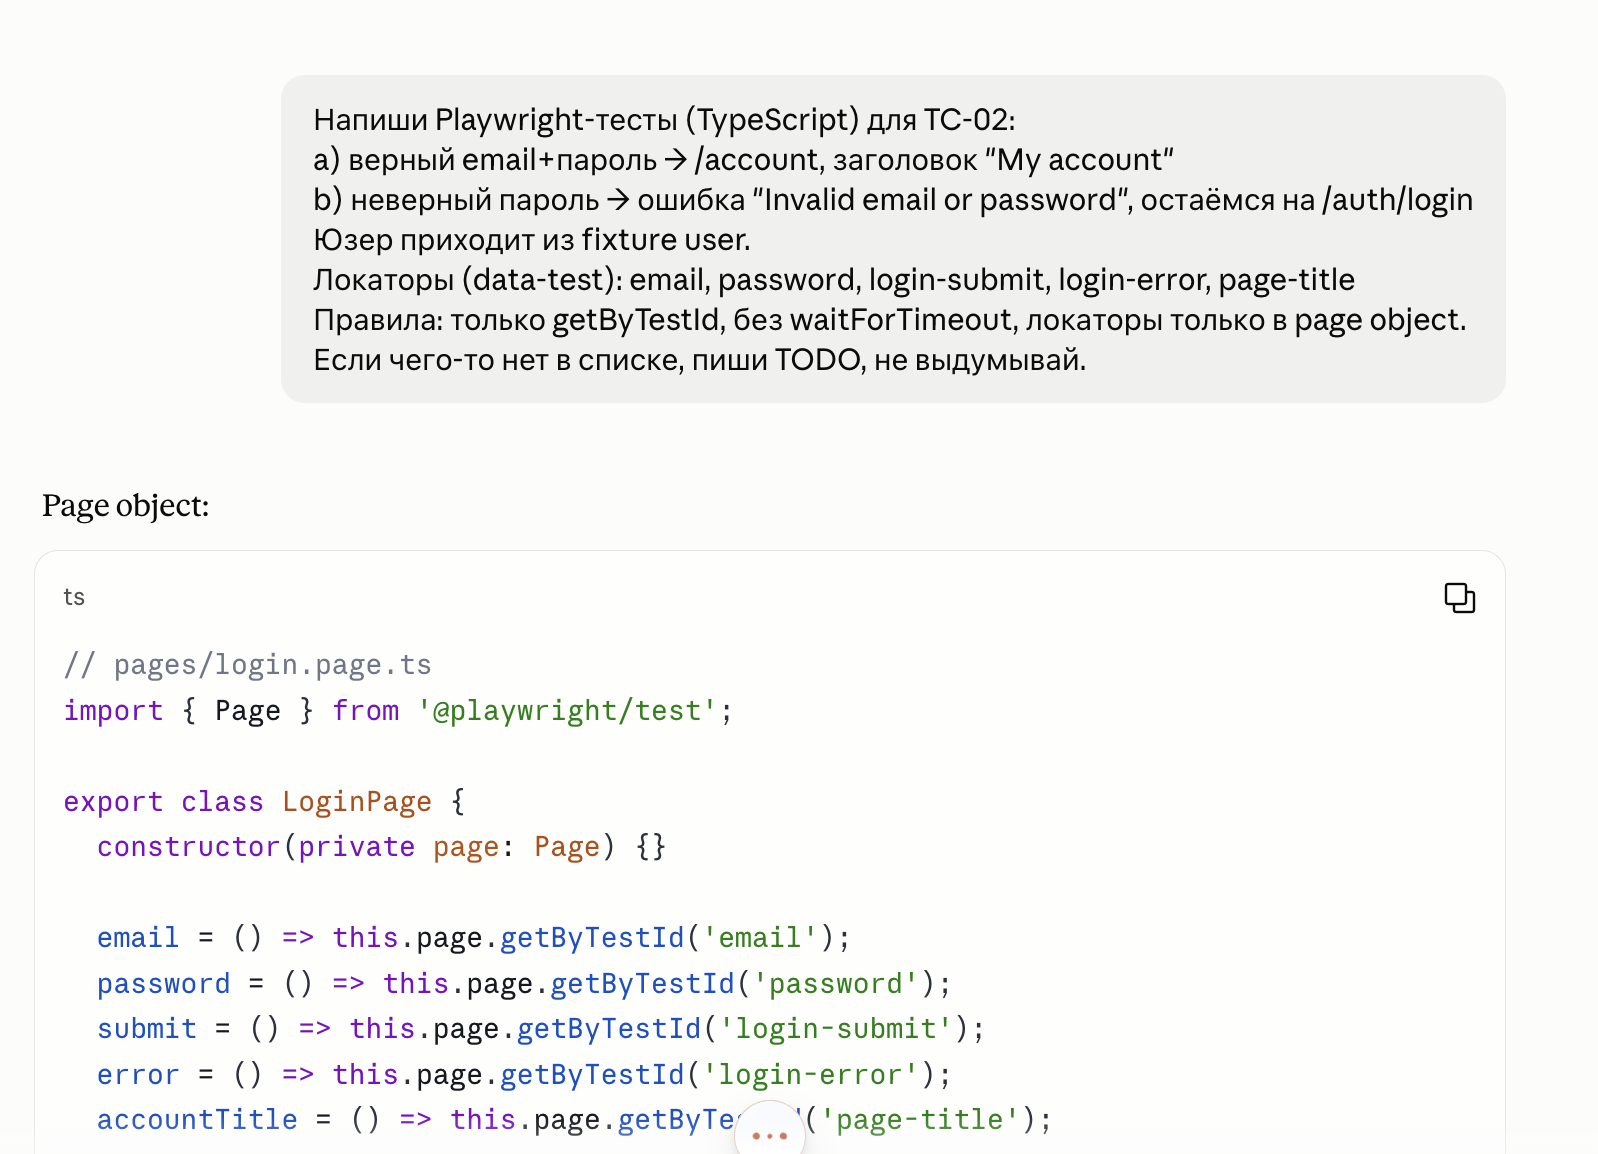 Напиши Playwright-тесты (TypeScript) для TC-02:
a) верный email+пароль → /account, заголовок "My account"
b) неверный пароль → ошибка "Invalid email or password", остаёмся на /auth/login
Юзер приходит из fixture user.
Локаторы (data-test): email, password, login-submit, login-error, page-title
Правила: только getByTestId, без waitForTimeout, локаторы только в page object.
Если чего-то нет в списке, пиши TODO, не выдумывай.
Page object:
ts
// pages/login.page.ts
import { Page } from '@playwright/test';
export class LoginPage {
constructor(private page: Page) {}
email = () => this.page.getByTestId('email');
password = () => this.page.getByTestId('password');
submit = () => this.page.getByTestId('login-submit');
error = () => this.page.getByTestId('login-error');
accountTitle = () => this.page.('page-title');